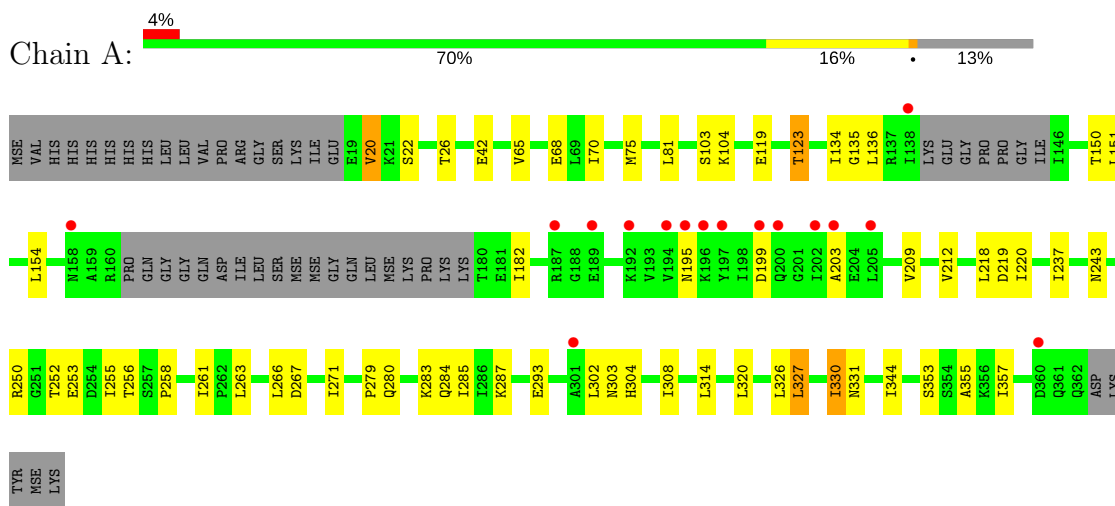 4%
Chain A:
70% 16% • 13%
MSE VAL HIS HIS HIS HIS HIS HIS LEU LEU VAL PRO ARG GLY SER LYS ILE GLU E19 V20 K21 S22 T26 E42 V65 E68 L69 I70 M75 L81 S103 K104 E119 T123 I134 G135 L136 R137 I138 LYS GLU GLY PRO PRO GLY ILE I146 T150 L151
L154 N158 A159 R160 PRO GLN GLY GLY GLN ASP ILE LEU SER MSE MSE GLY GLN LEU MSE LYS PRO LYS LYS T180 E181 I182 R187 G188 E189 K192 V193 V194 N195 K196 Y197 I198 D199 Q200 G201 I202 A203 E204 L205 V209 V212 L218 D219 I220 I237 N243
R250 G251 T252 E253 D254 I255 T256 S257 P258 I261 P262 L263 L266 D267 I271 P279 Q280 K283 Q284 I285 I286 K287 E293 A301 L302 N303 H304 I308 L314 L320 L326 L327 I330 N331 I344 S353 S354 A355 K356 I357 D360 Q361 Q362 ASP LYS
TYR MSE LYS